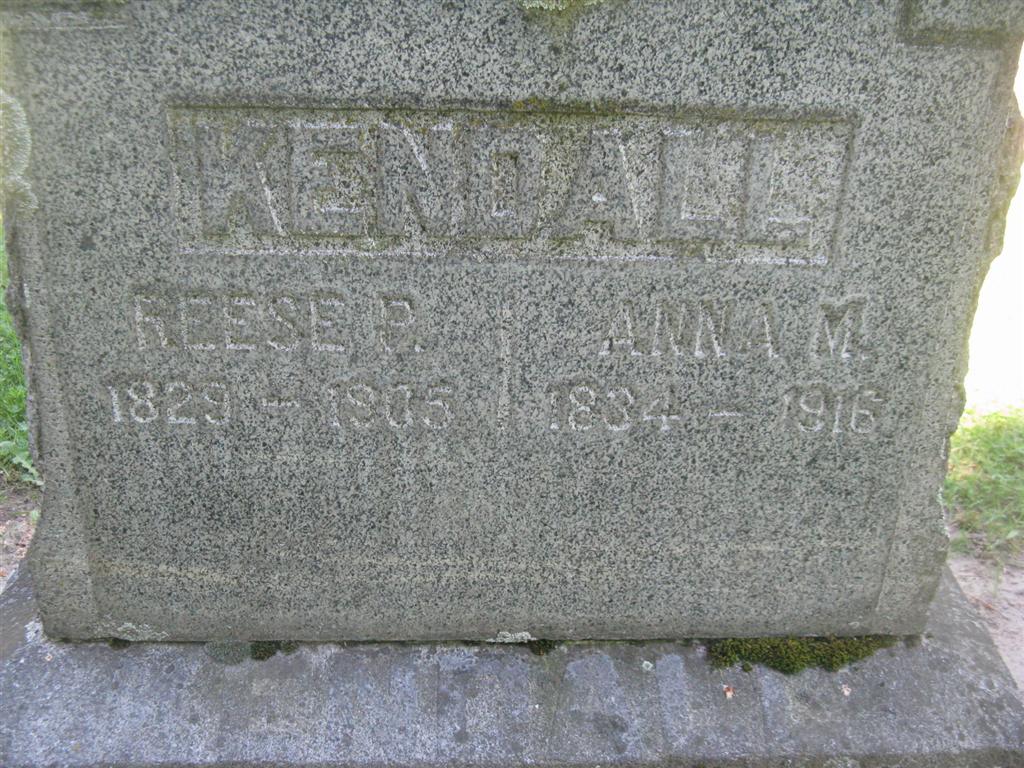 KENDALL
REESE P. ANNA M.
1829 - 1905 1834 - 1916